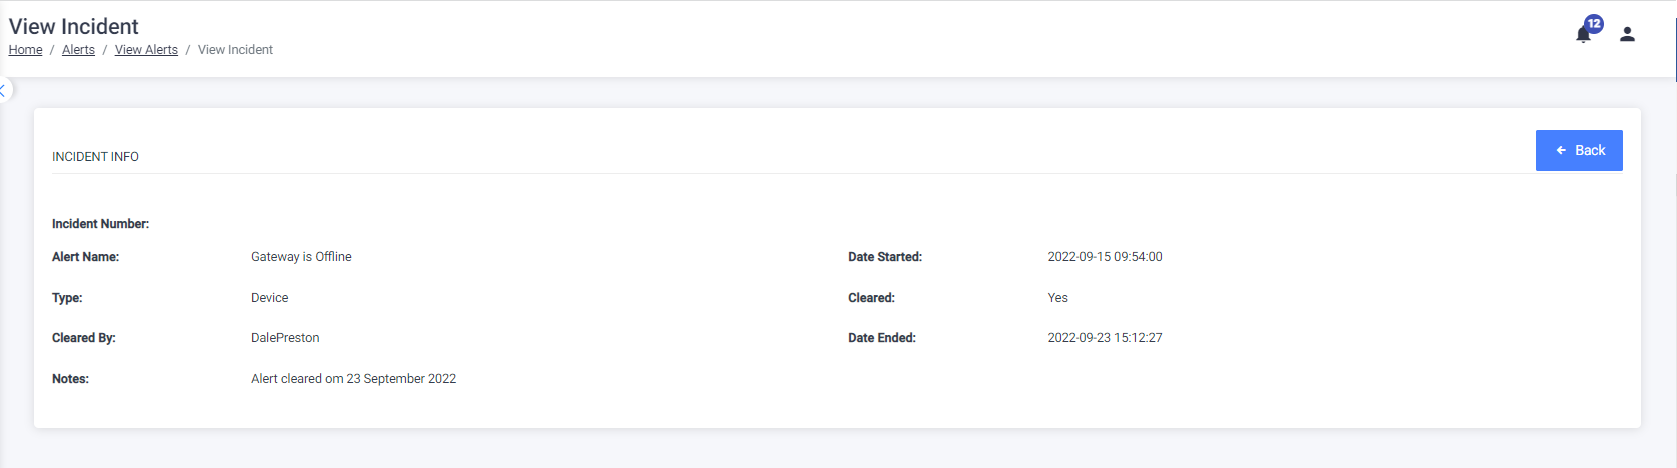 View Incident
Home / Alerts / View Alerts / View Incident
12
INCIDENT INFO
Back
Incident Number:
Alert Name: Gateway is Offline Date Started: 2022-09-15 09:54:00
Type: Device Cleared: Yes
Cleared By: DalePreston Date Ended: 2022-09-23 15:12:27
Notes: Alert cleared om 23 September 2022